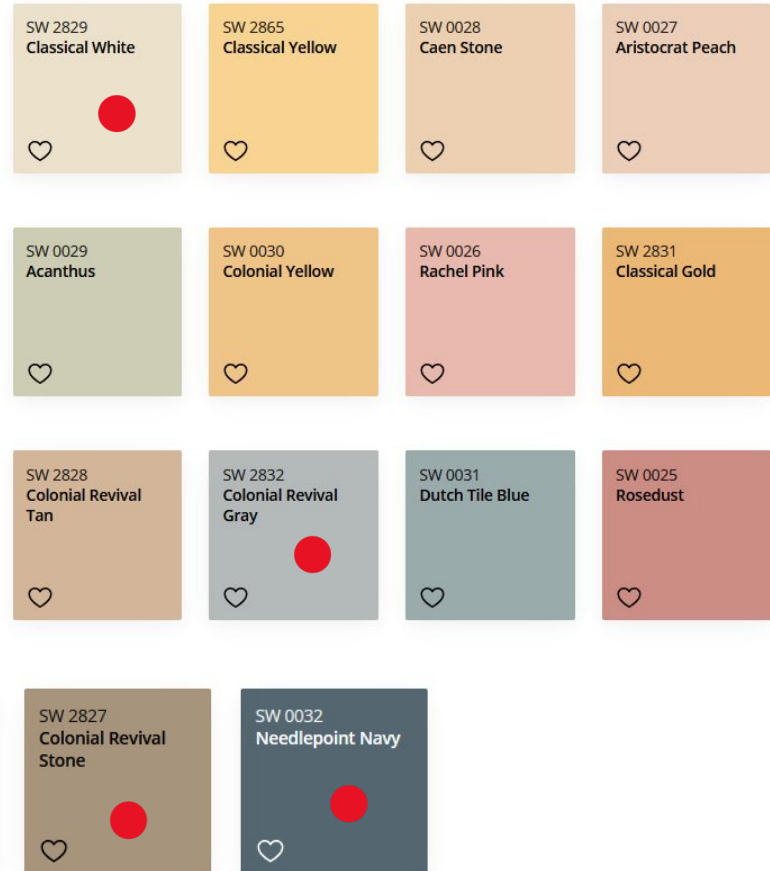 SW 2829
Classical White
SW 2865
Classical Yellow
SW 0028
Caen Stone
SW 0027
Aristocrat Peach
SW 0029
Acanthus
SW 0030
Colonial Yellow
SW 0026
Rachel Pink
SW 2831
Classical Gold
SW 2828
Colonial Revival
Tan
SW 2832
Colonial Revival
Gray
SW 0031
Dutch Tile Blue
SW 0025
Rosedust
SW 2827
Colonial Revival
Stone
SW 0032
Needlepoint Navy